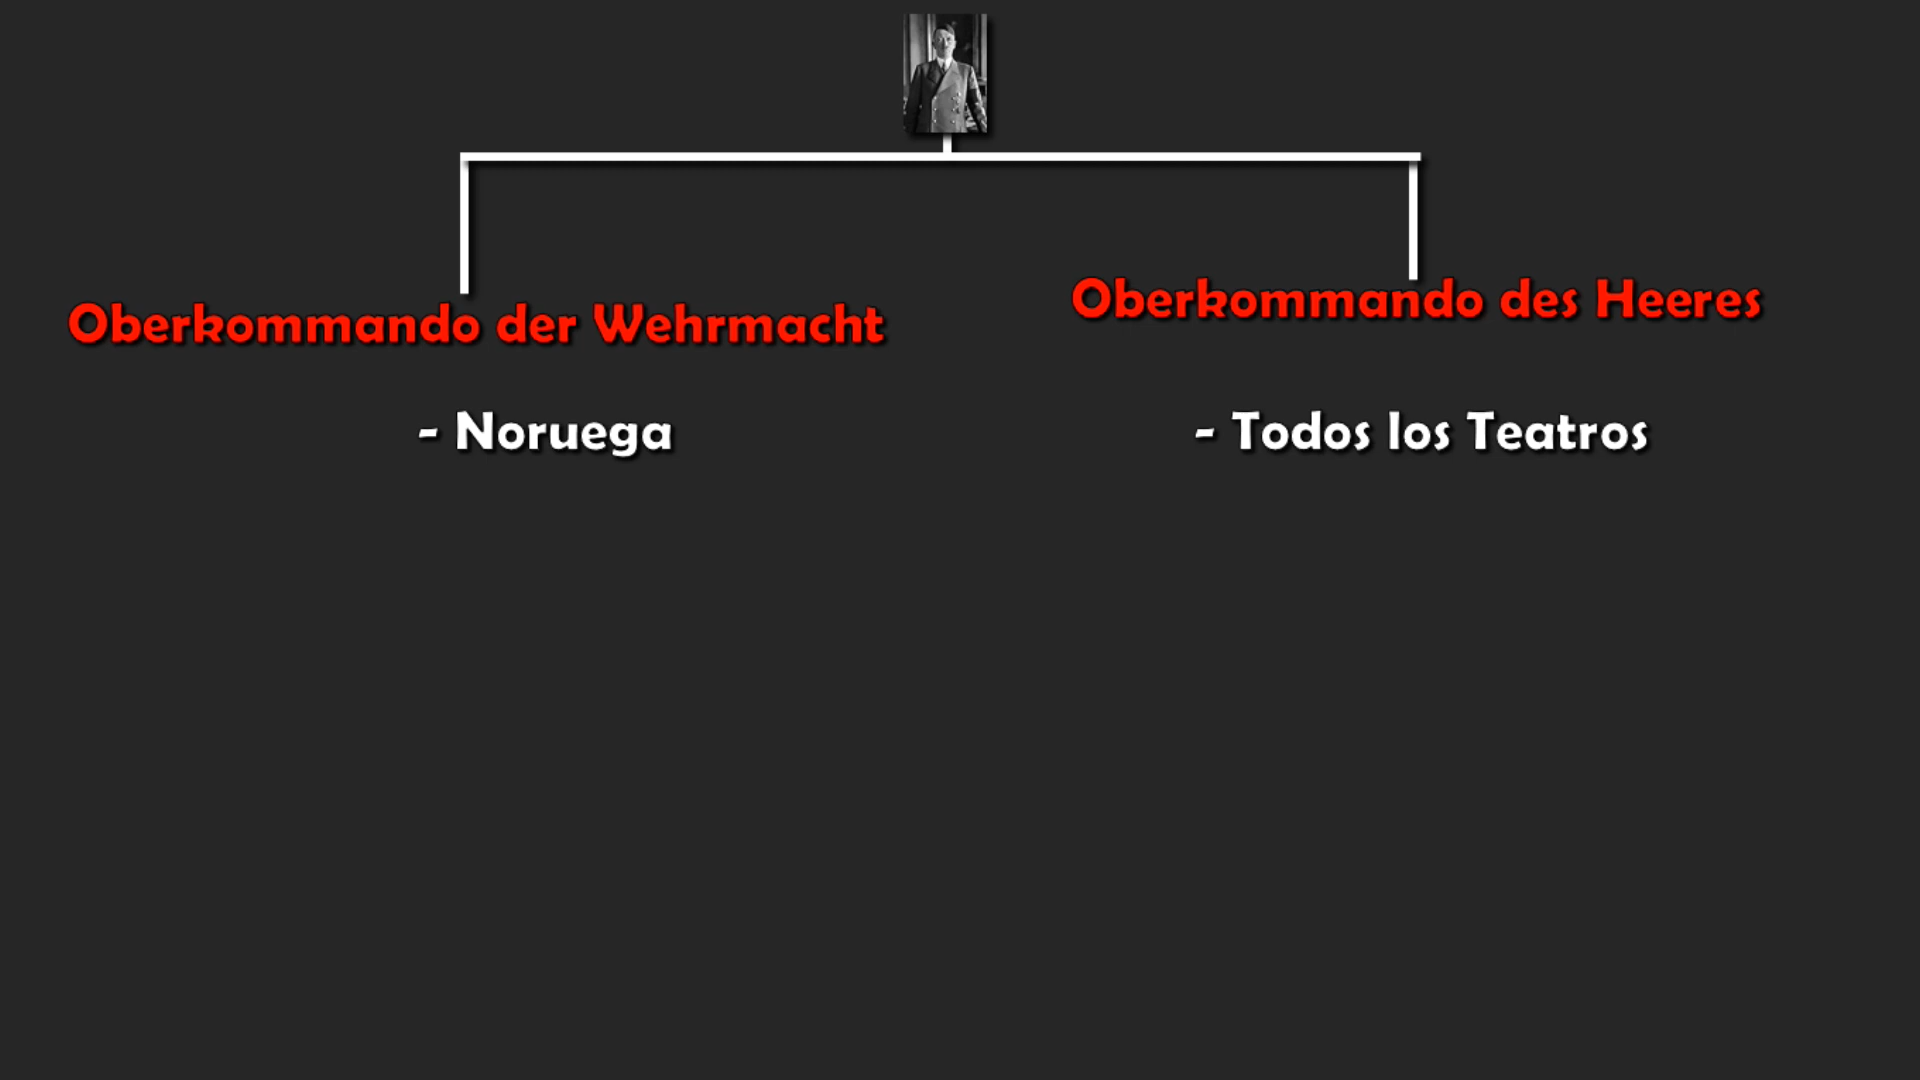 Oberkommando der Wehrmacht
- Noruega
Oberkommando des Heeres
- Todos los Teatros